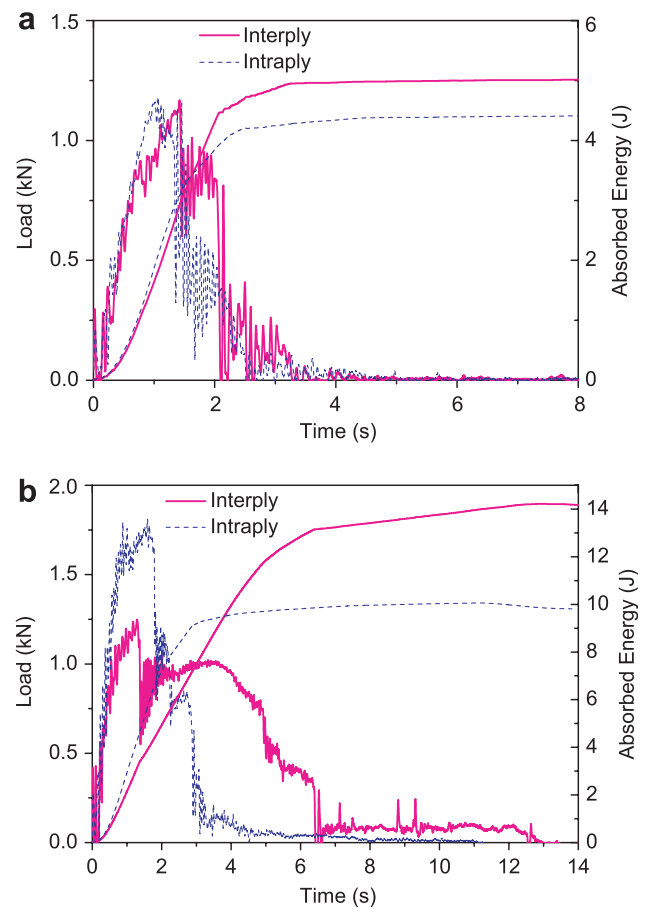 a
Interply
Intraply
1.5
1.0
0.5
0.0
Load (kN)
6
4
2
0
Absorbed Energy (J)
0 2 4 6 8
Time (s)
b
Interply
Intraply
2.0
1.5
1.0
0.5
0.0
Load (kN)
14
12
10
8
6
4
2
0
Absorbed Energy (J)
0 2 4 6 8 10 12 14
Time (s)